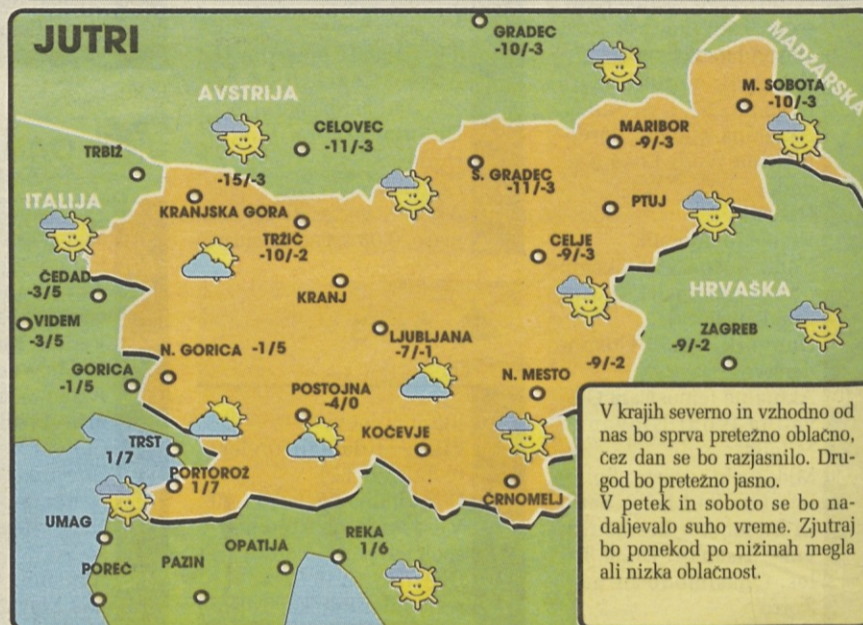 JUTRI
GRADEC
-10/-3
MADŽARSKA
AVSTRIJA
M. SOBOTA
-10/-3
CELOVEC
-11/-3
MARIBOR
-9/-3
TRBIŽ
S. GRADEC
-11/-3
-15/-3
KRANJSKA GORA
ITALIJA
PTUJ
TRŽIČ
-10/-2
CELJE
-9/-3
ČEDAD
-3/5
KRANJ
HRVAŠKA
VIDEM
-3/5
LJUBLJANA
-7/-1
ZAGREB
-9/-2
N. GORICA -1/5
GORICA
-1/5
-9/-2
N. MESTO
POSTOJNA
-4/0
KOČEVJE
TRST
1/7
PORTOROŽ
1/7
ČRNOMELJ
UMAG
REKA
1/6
OPATIJA
PAZIN
POREČ
V krajih severno in vzhodno od
nas bo sprva pretežno oblačno,
čez dan se bo razjasnilo. Dru-
god bo pretežno jasno.
V petek in soboto se bo na-
daljevalo suho vreme. Zjutraj
bo ponekod po nižinah megla
ali nizka oblačnost.